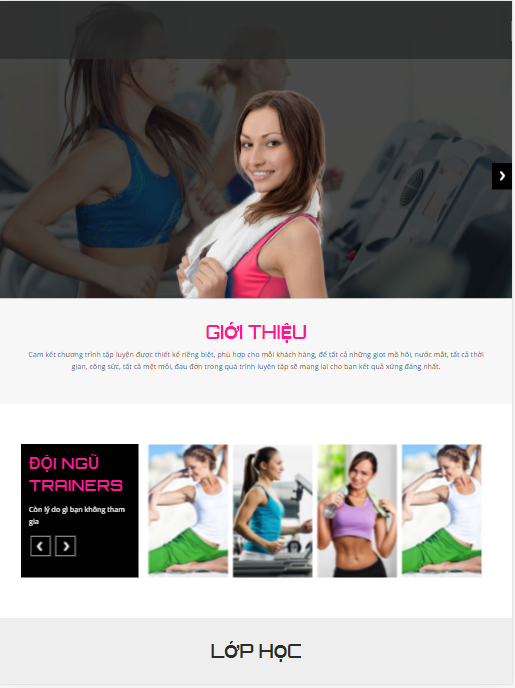 GIỚI THIỆU
Cam kết chương trình tập luyện được thiết kế riêng biệt, phù hợp cho mỗi khách hàng, để tất cả những giọt mồ hôi, nước mắt, tất cả thời
gian, công sức, tất cả mệt mỏi, đau đớn trong quá trình luyện tập sẽ mang lại cho bạn kết quả xứng đáng nhất.
ĐỘI NGŨ
TRAINERS
Còn lý do gì bạn không tham
gia
LỚP HỌC